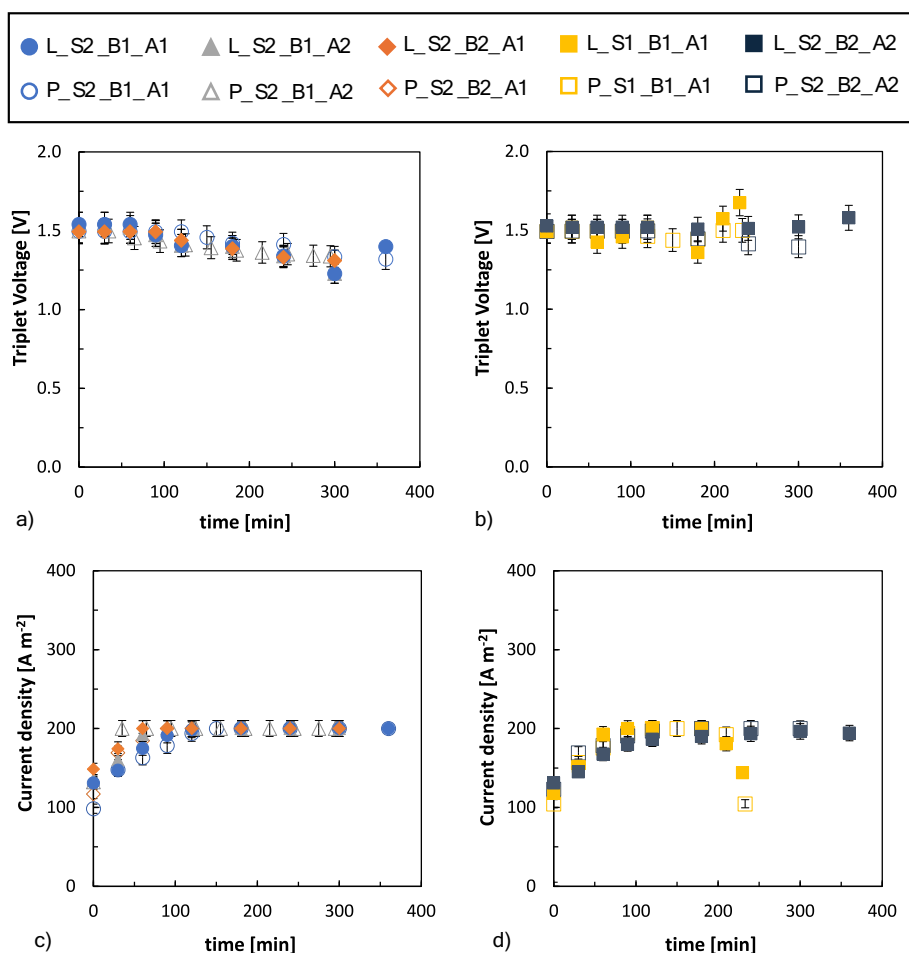 L_S2_B1_A1 L_S2_B1_A2 L_S2_B2_A1 L_S1_B1_A1 L_S2_B2_A2
P_S2_B1_A1 P_S2_B1_A2 P_S2_B2_A1 P_S1_B1_A1 P_S2_B2_A2
2.0
1.5
1.0
0.5
0.0
0 100 200 300 400
Triplet Voltage [V]
time [min]
a)
2.0
1.5
1.0
0.5
0.0
0 100 200 300 400
Triplet Voltage [V]
time [min]
b)
400
300
200
100
0
0 100 200 300 400
Current density [A m-2]
time [min]
c)
400
300
200
100
0
0 100 200 300 400
Current density [A m-2]
time [min]
d)